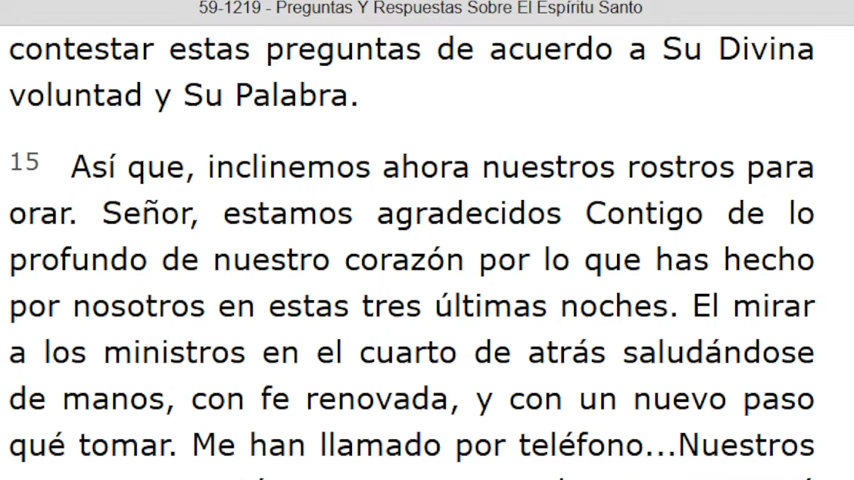 59-1219 - Preguntas Y Respuestas Sobre El Espíritu Santo
contestar estas preguntas de acuerdo a Su Divina
voluntad y Su Palabra.
15 Así que, inclinemos ahora nuestros rostros para
orar. Señor, estamos agradecidos Contigo de lo
profundo de nuestro corazón por lo que has hecho
por nosotros en estas tres últimas noches. El mirar
a los ministros en el cuarto de atrás saludándose
de manos, con fe renovada, y con un nuevo paso
qué tomar. Me han llamado por teléfono...Nuestros